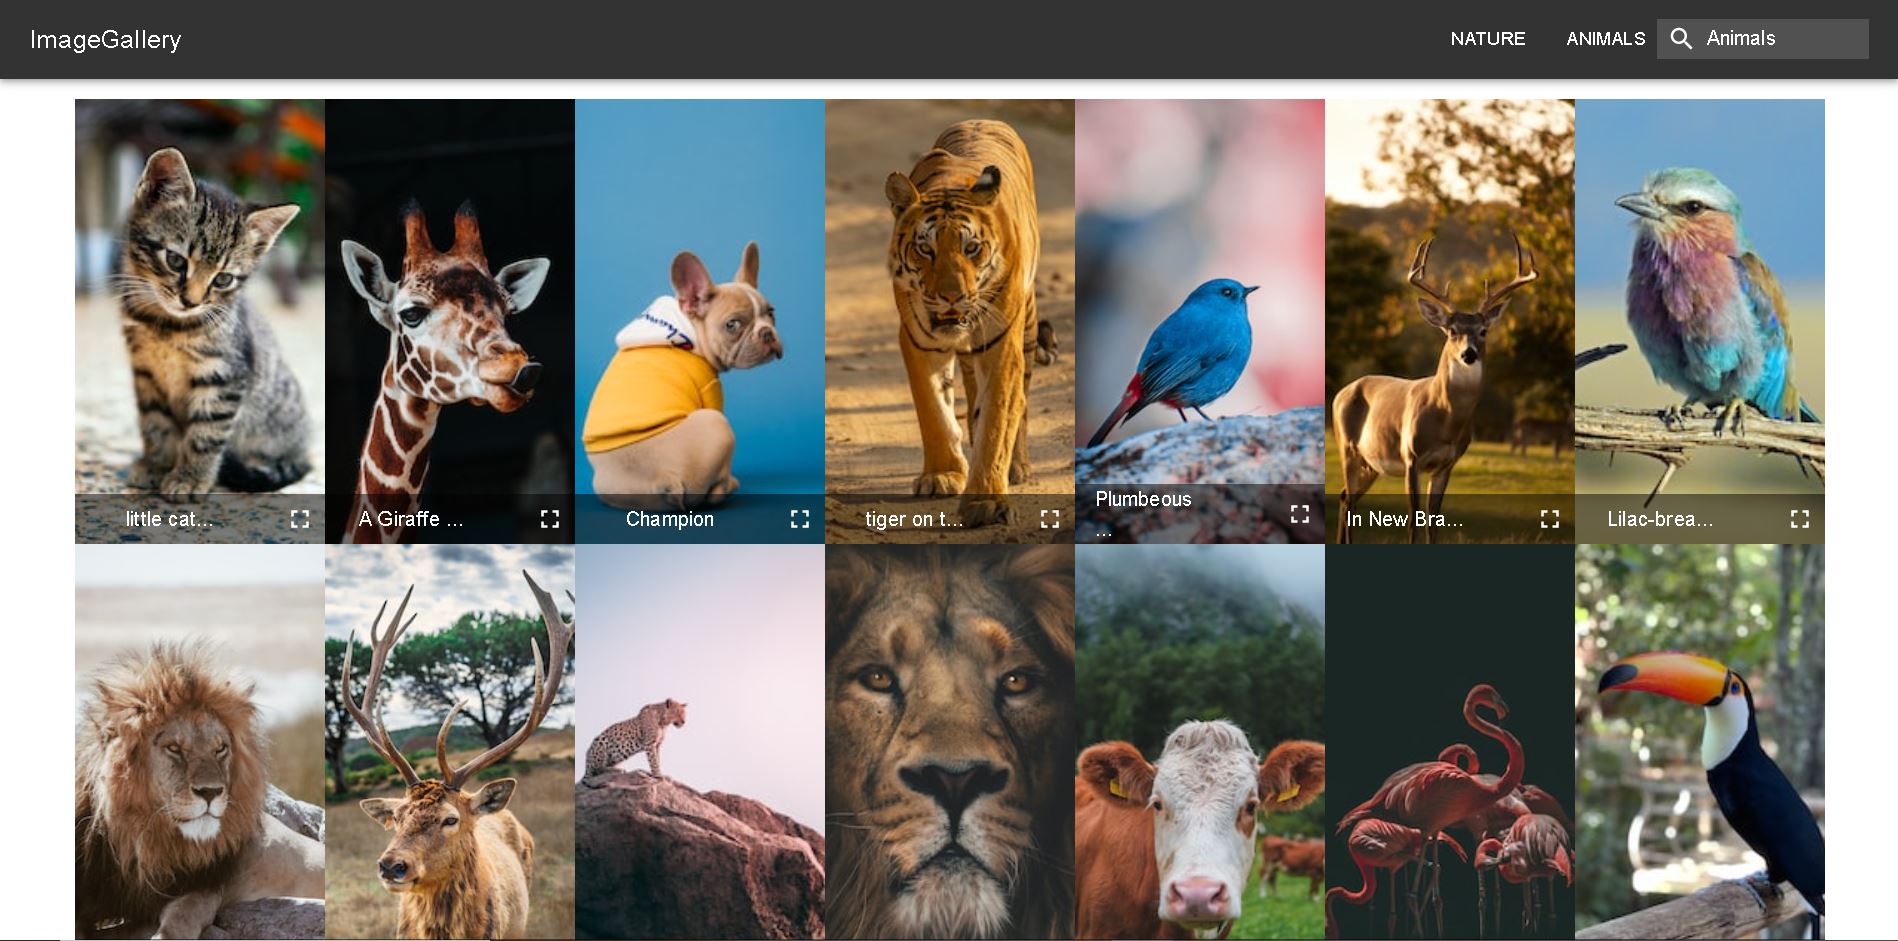 ImageGallery
NATURE
ANIMALS
Animals
little cat...
A Giraffe ...
Champion
tiger on t...
Plumbeous
...
In New Bra...
Lilac-brea...